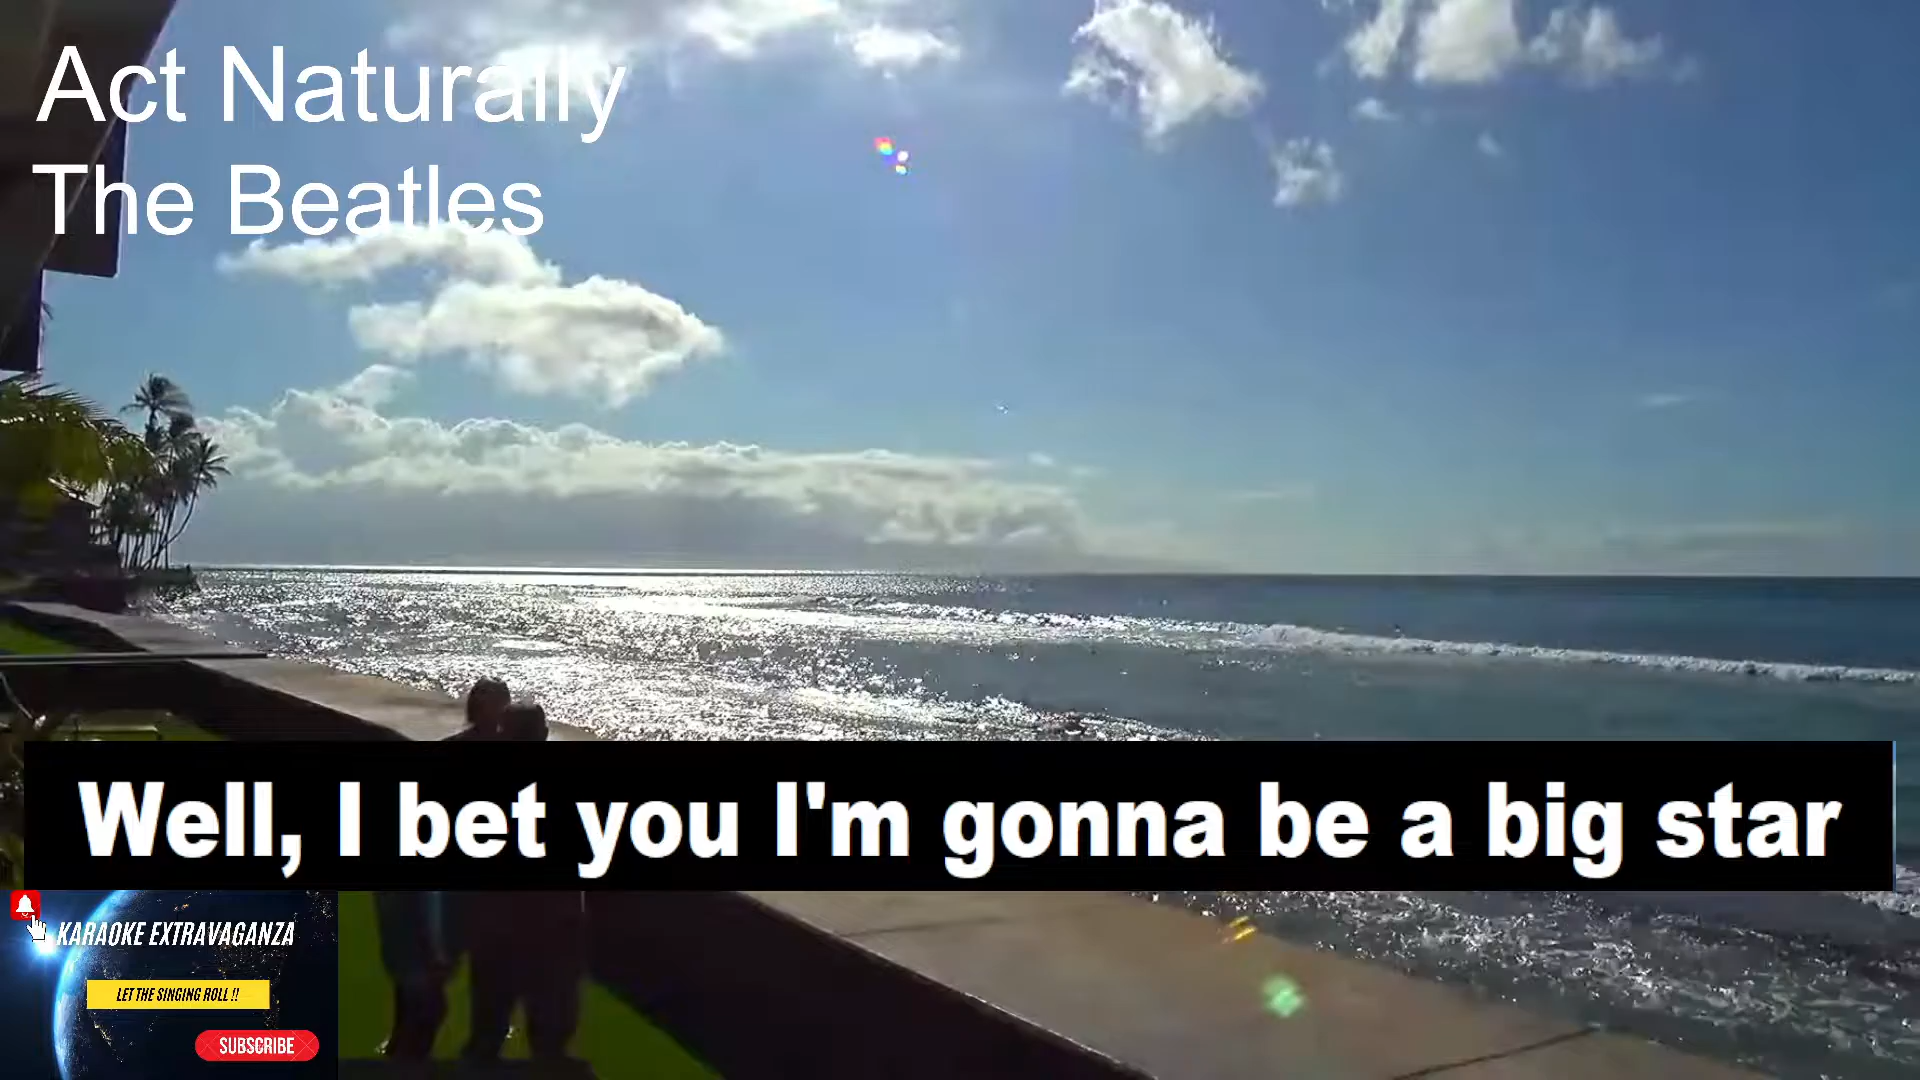 Act Naturally
The Beatles
Well, I bet you I'm gonna be a big star
KARAOKE EXTRAVAGANZA
LET THE SINGING ROLL !!
SUBSCRIBE